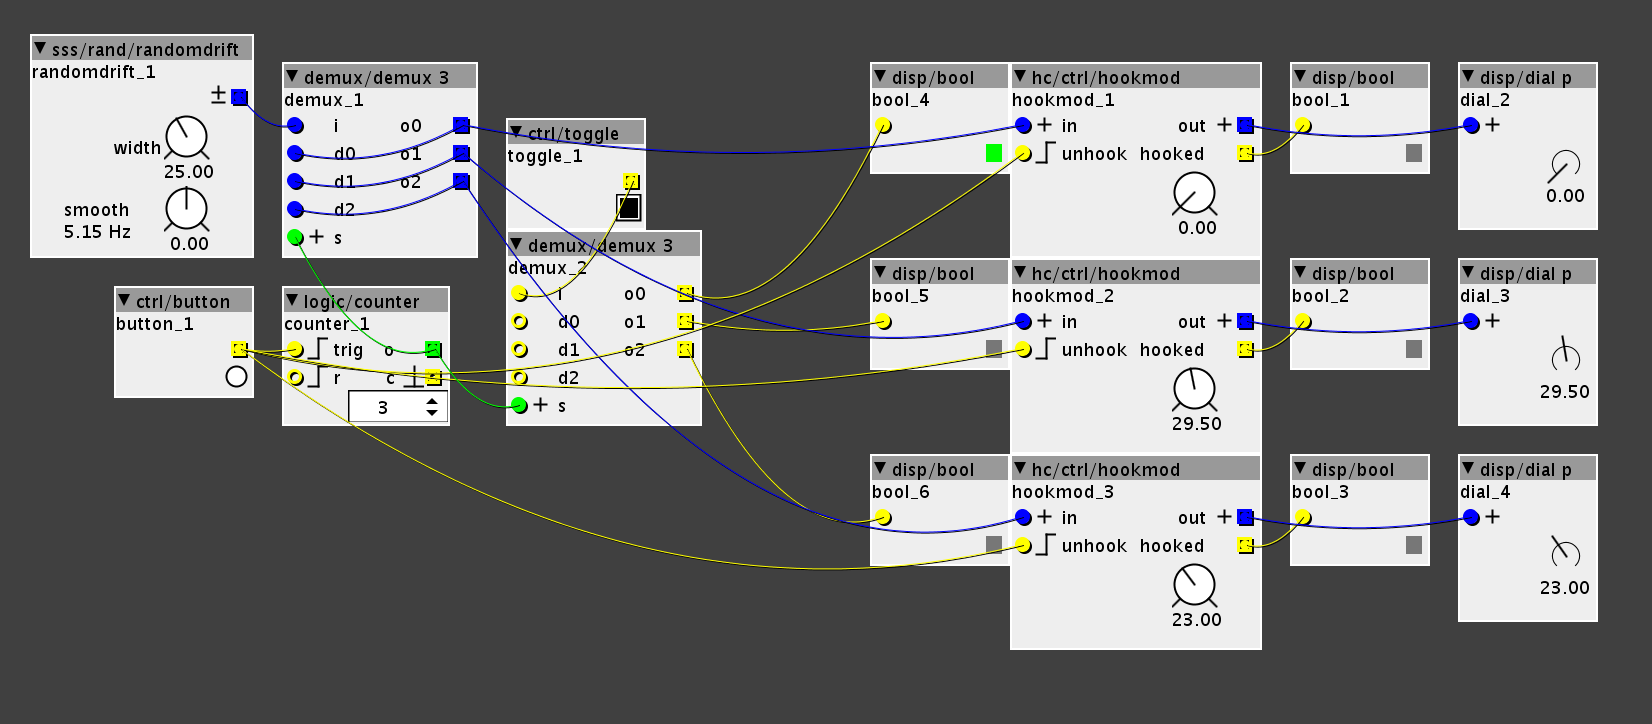 ▼ sss/rand/randomdrift
randomdrift_1
±
width
25.00
smooth
5.15 Hz
0.00
▼ demux/demux 3
demux_1
i o0
d0 o1
d1 o2
d2
+ s
▼ ctrl/button
button_1
▼ logic/counter
counter_1
trig o
r c
3
▼ ctrl/toggle
toggle_1
▼ demux/demux 3
demux_2
i o0
d0 o1
d1 o2
d2
+ s
▼ disp/bool
bool_4
▼ hc/ctrl/hookmod
hookmod_1
+ in out +
unhook hooked
0.00
▼ disp/bool
bool_1
▼ disp/dial p
dial_2
+
0.00
▼ disp/bool
bool_5
▼ hc/ctrl/hookmod
hookmod_2
+ in out +
unhook hooked
29.50
▼ disp/bool
bool_2
▼ disp/dial p
dial_3
+
29.50
▼ disp/bool
bool_6
▼ hc/ctrl/hookmod
hookmod_3
+ in out +
unhook hooked
23.00
▼ disp/bool
bool_3
▼ disp/dial p
dial_4
+
23.00